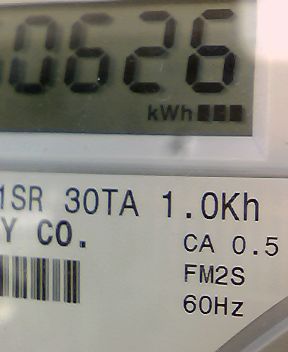 0626
kWh
1SR 30TA 1.0Kh
Y CO.
CA 0.5
FM2S
60Hz